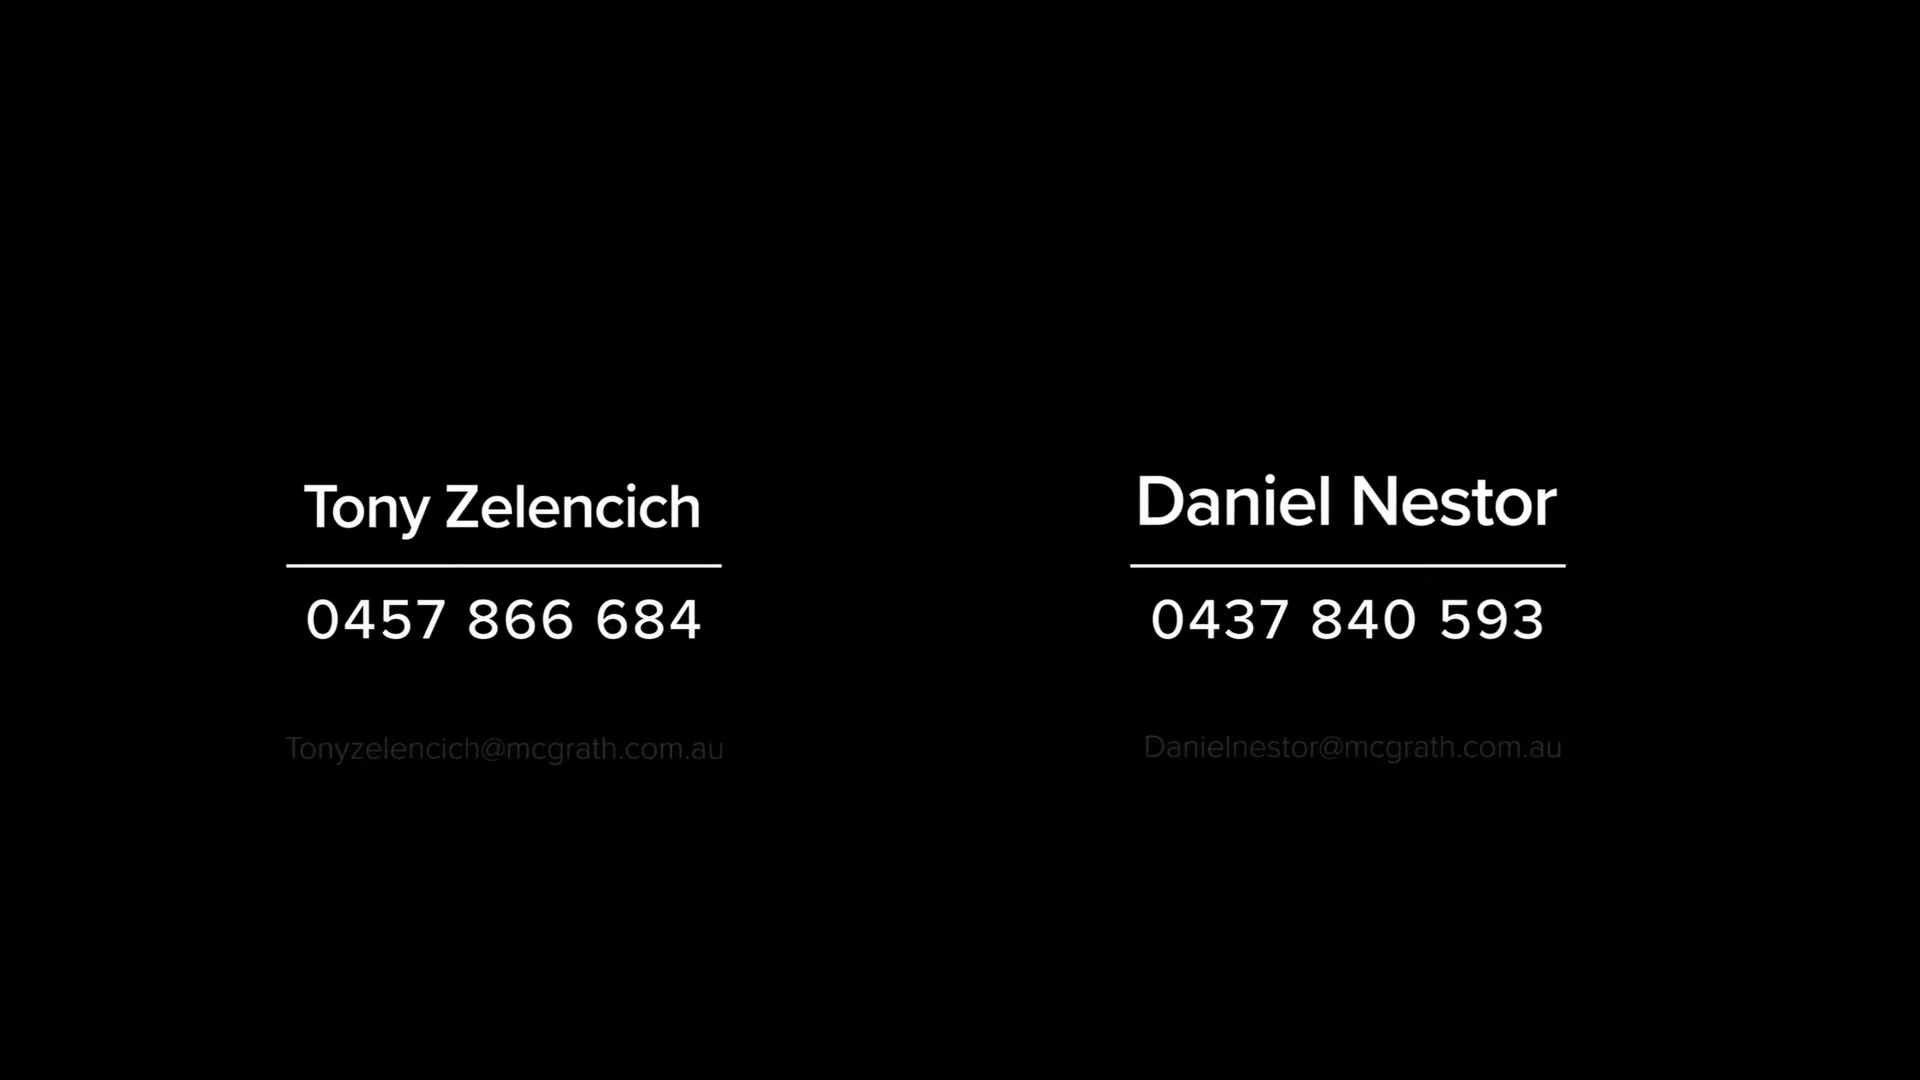 Tony Zelencich
0457 866 684
Tonyzelencich@mcgrath.com.au
Daniel Nestor
0437 840 593
Danielnestor@mcgrath.com.au